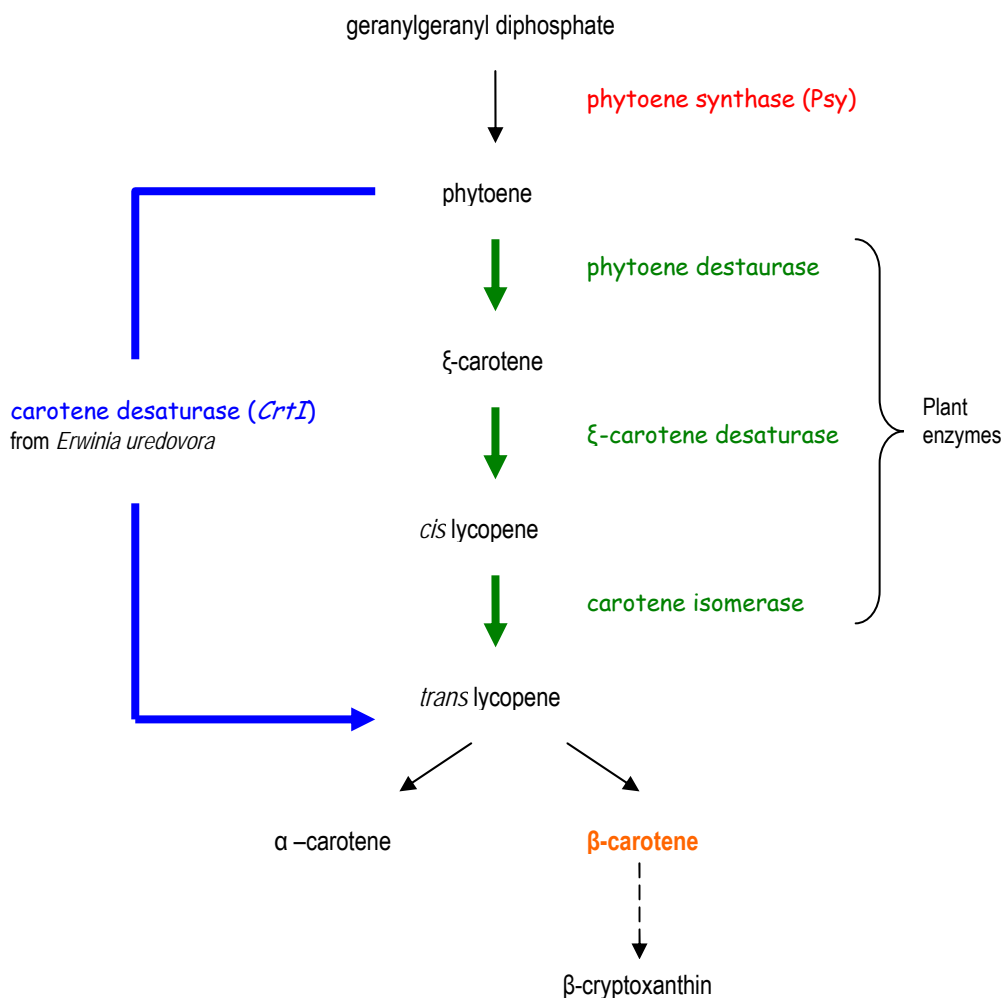 geranylgeranyl diphosphate
phytoene synthase (Psy)
phytoene
phytoene destaurase
ξ-carotene
carotene desaturase (CrtI)
from Erwinia uredovora
ξ-carotene desaturase
Plant
enzymes
cis lycopene
carotene isomerase
trans lycopene
α –carotene
β-carotene
β-cryptoxanthin